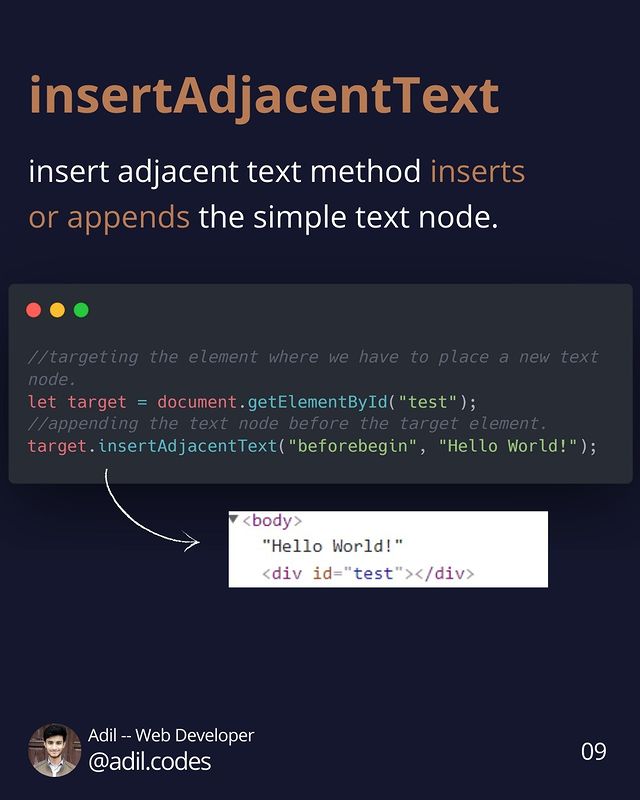 insertAdjacentText
insert adjacent text method inserts
or appends the simple text node.
//targeting the element where we have to place a new text
node.
let target = document.getElementById("test");
//appending the text node before the target element.
target.insertAdjacentText("beforebegin", "Hello World!");
<body>
"Hello World!"
<div id="test"></div>
Adil -- Web Developer
@adil.codes
09